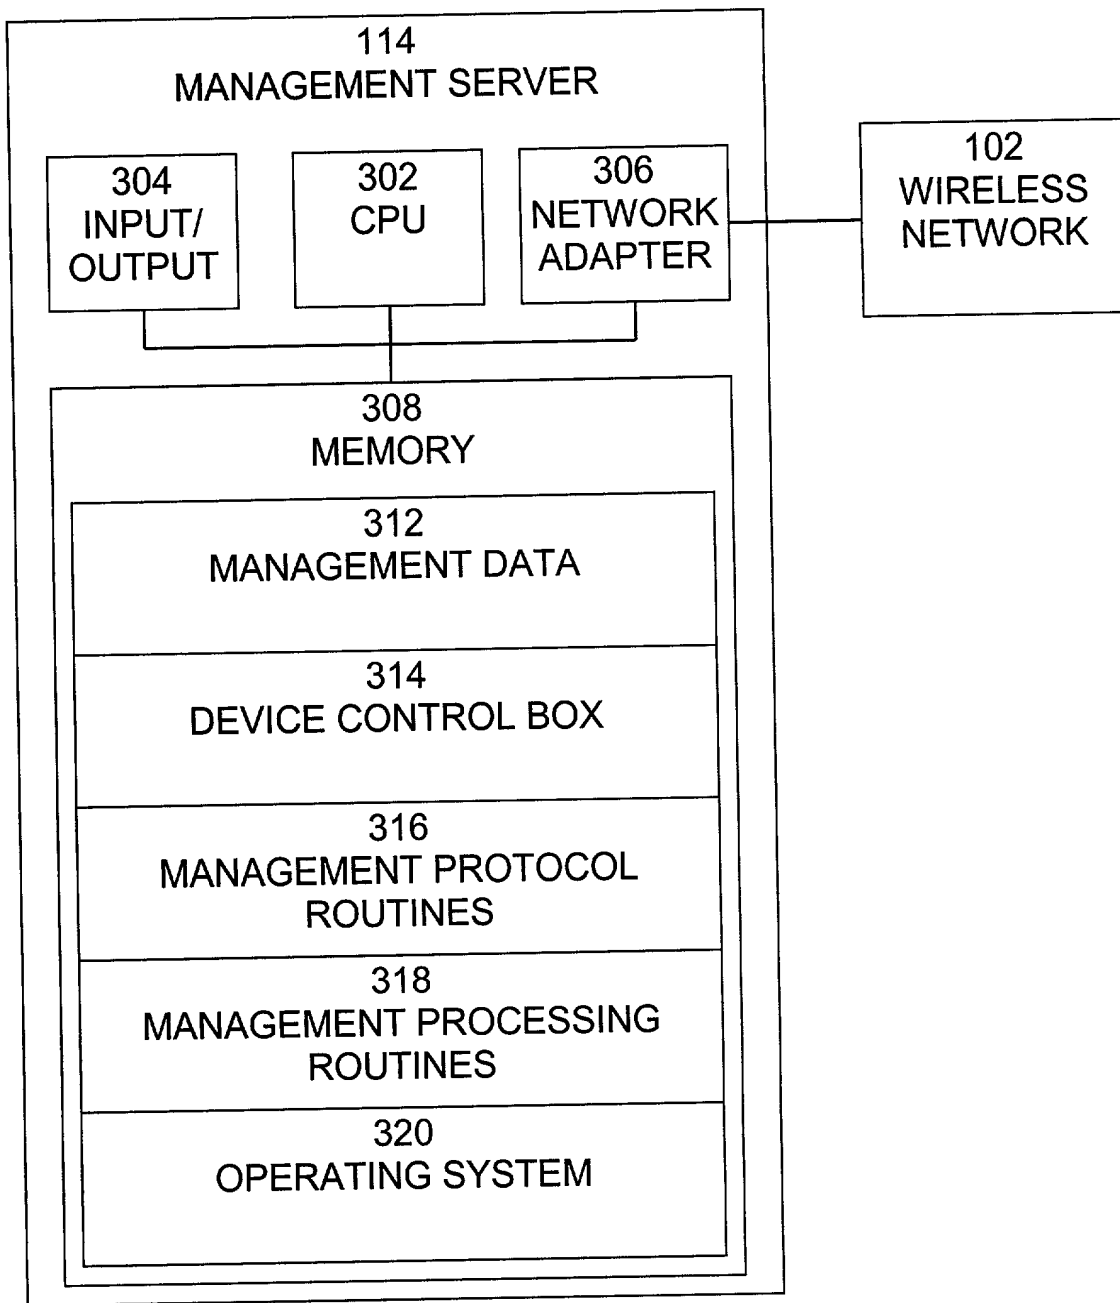 114
MANAGEMENT SERVER
304
INPUT/
OUTPUT
302
CPU
306
NETWORK
ADAPTER
102
WIRELESS
NETWORK
308
MEMORY
312
MANAGEMENT DATA
314
DEVICE CONTROL BOX
316
MANAGEMENT PROTOCOL
ROUTINES
318
MANAGEMENT PROCESSING
ROUTINES
320
OPERATING SYSTEM